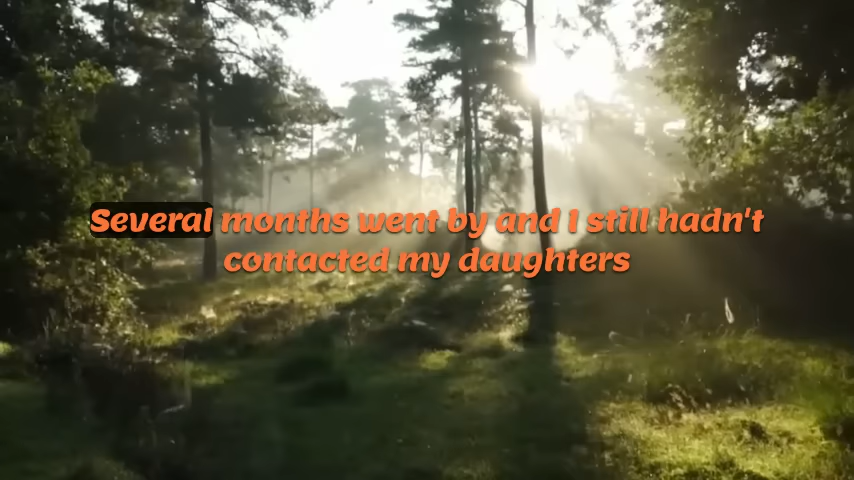 Several months went by and I still hadn't
contacted my daughters